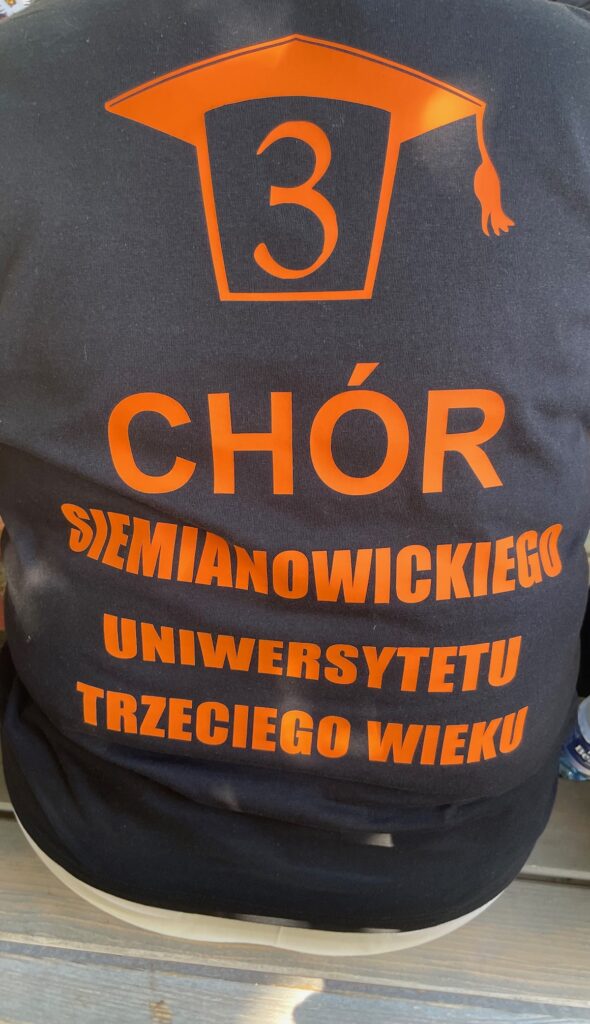 3
CHÓR
SIEMIANOWICKIEGO
UNIWERSYTETU
TRZECIEGO WIEKU